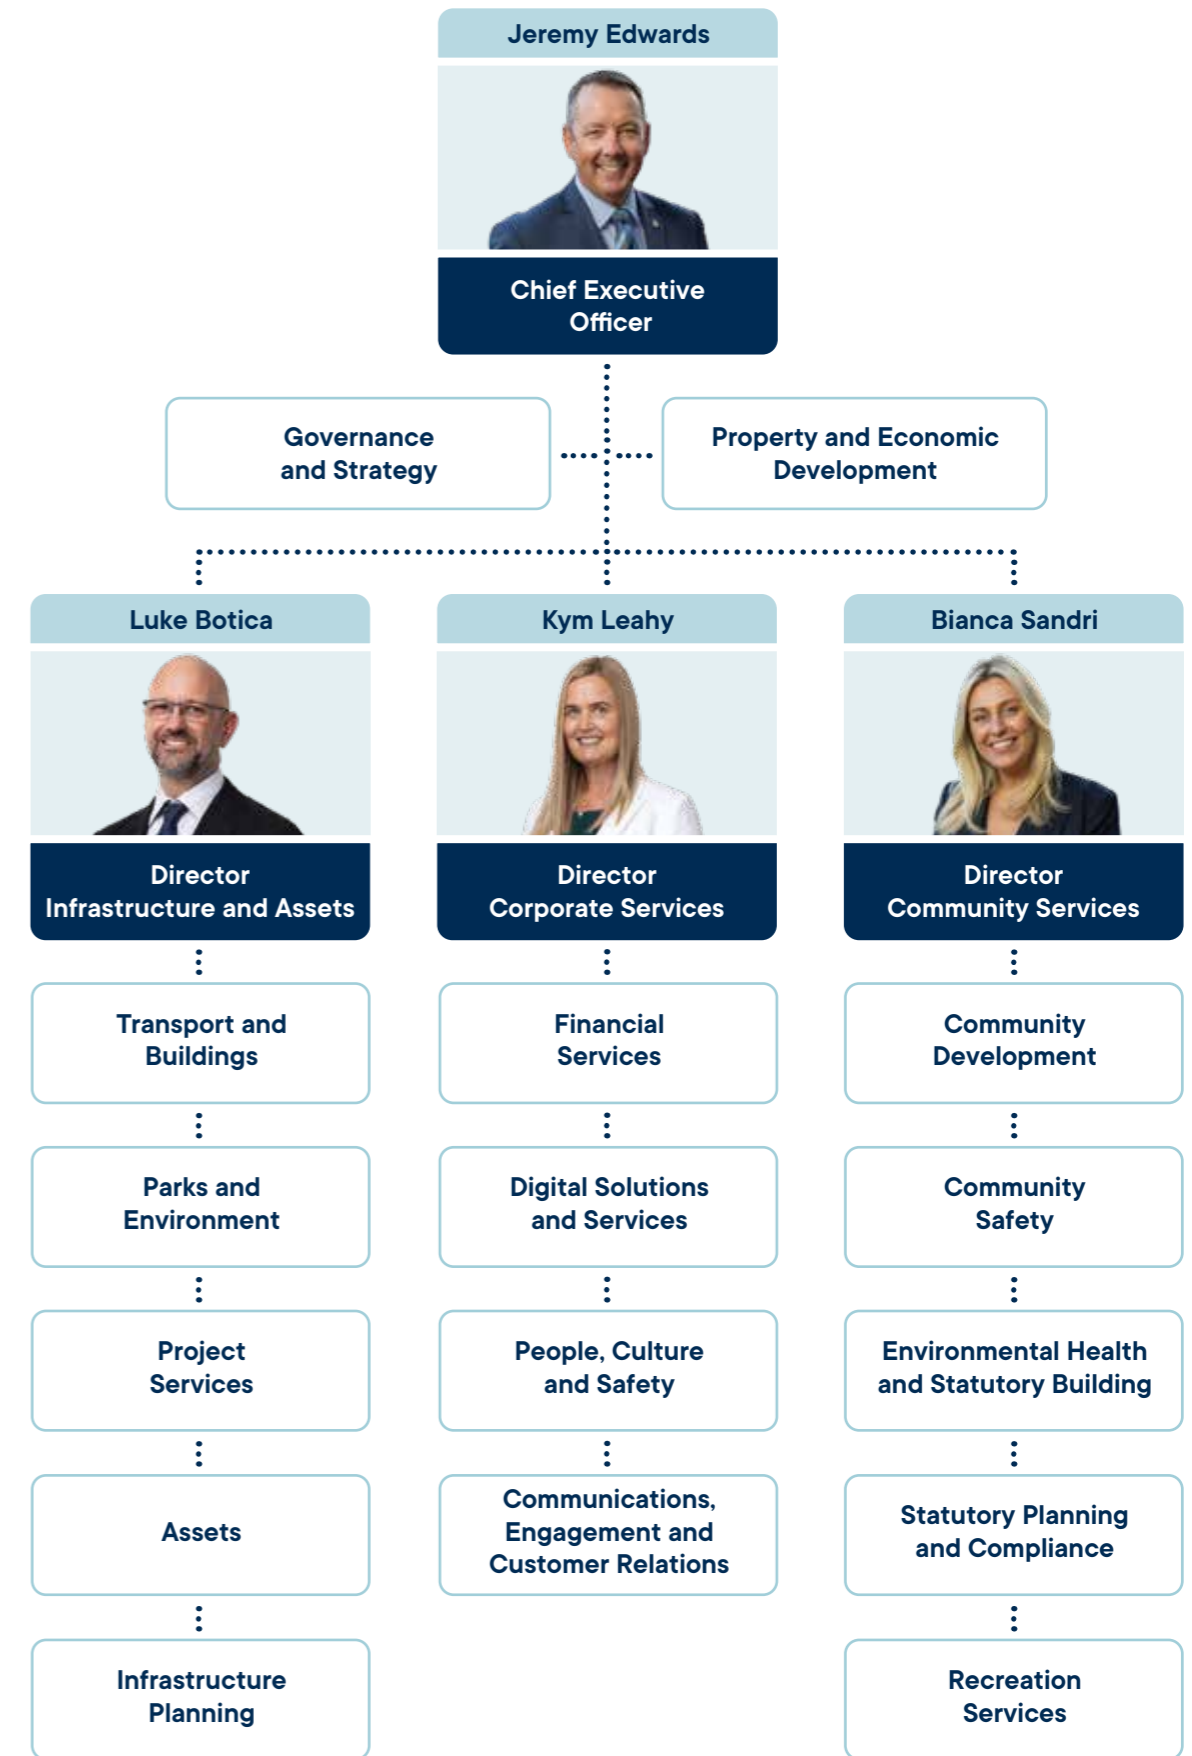 Jeremy Edwards
Chief Executive
Officer
Governance
and Strategy
Property and Economic
Development
Luke Botica
Director
Infrastructure and Assets
Transport and
Buildings
Parks and
Environment
Project
Services
Assets
Infrastructure
Planning
Kym Leahy
Director
Corporate Services
Financial
Services
Digital Solutions
and Services
People, Culture
and Safety
Communications,
Engagement and
Customer Relations
Bianca Sandri
Director
Community Services
Community
Development
Community
Safety
Environmental Health
and Statutory Building
Statutory Planning
and Compliance
Recreation
Services